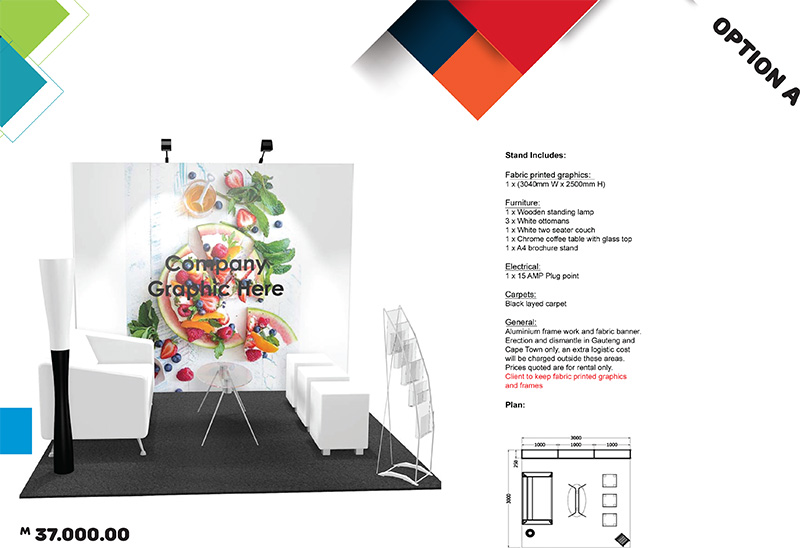 OPTION A
Company
Graphic Here
Stand Includes:
Fabric printed graphics:
1 x (3040mm W x 2500mm H)
Furniture:
1 x Wooden standing lamp
3 x White ottomans
1 x White two seater couch
1 x Chrome coffee table with glass top
1 x A4 brochure stand
Electrical:
1 x 15 AMP Plug point
Carpets:
Black layed carpet
General:
Aluminium frame work and fabric banner.
Erection and dismantle in Gauteng and
Cape Town only, an extra logistic cost
will be charged outside these areas.
Prices quoted are for rental only.
Client to keep fabric printed graphics
and frames
Plan:
3000
1000 1000 1000
250
3000
M 37.000.00